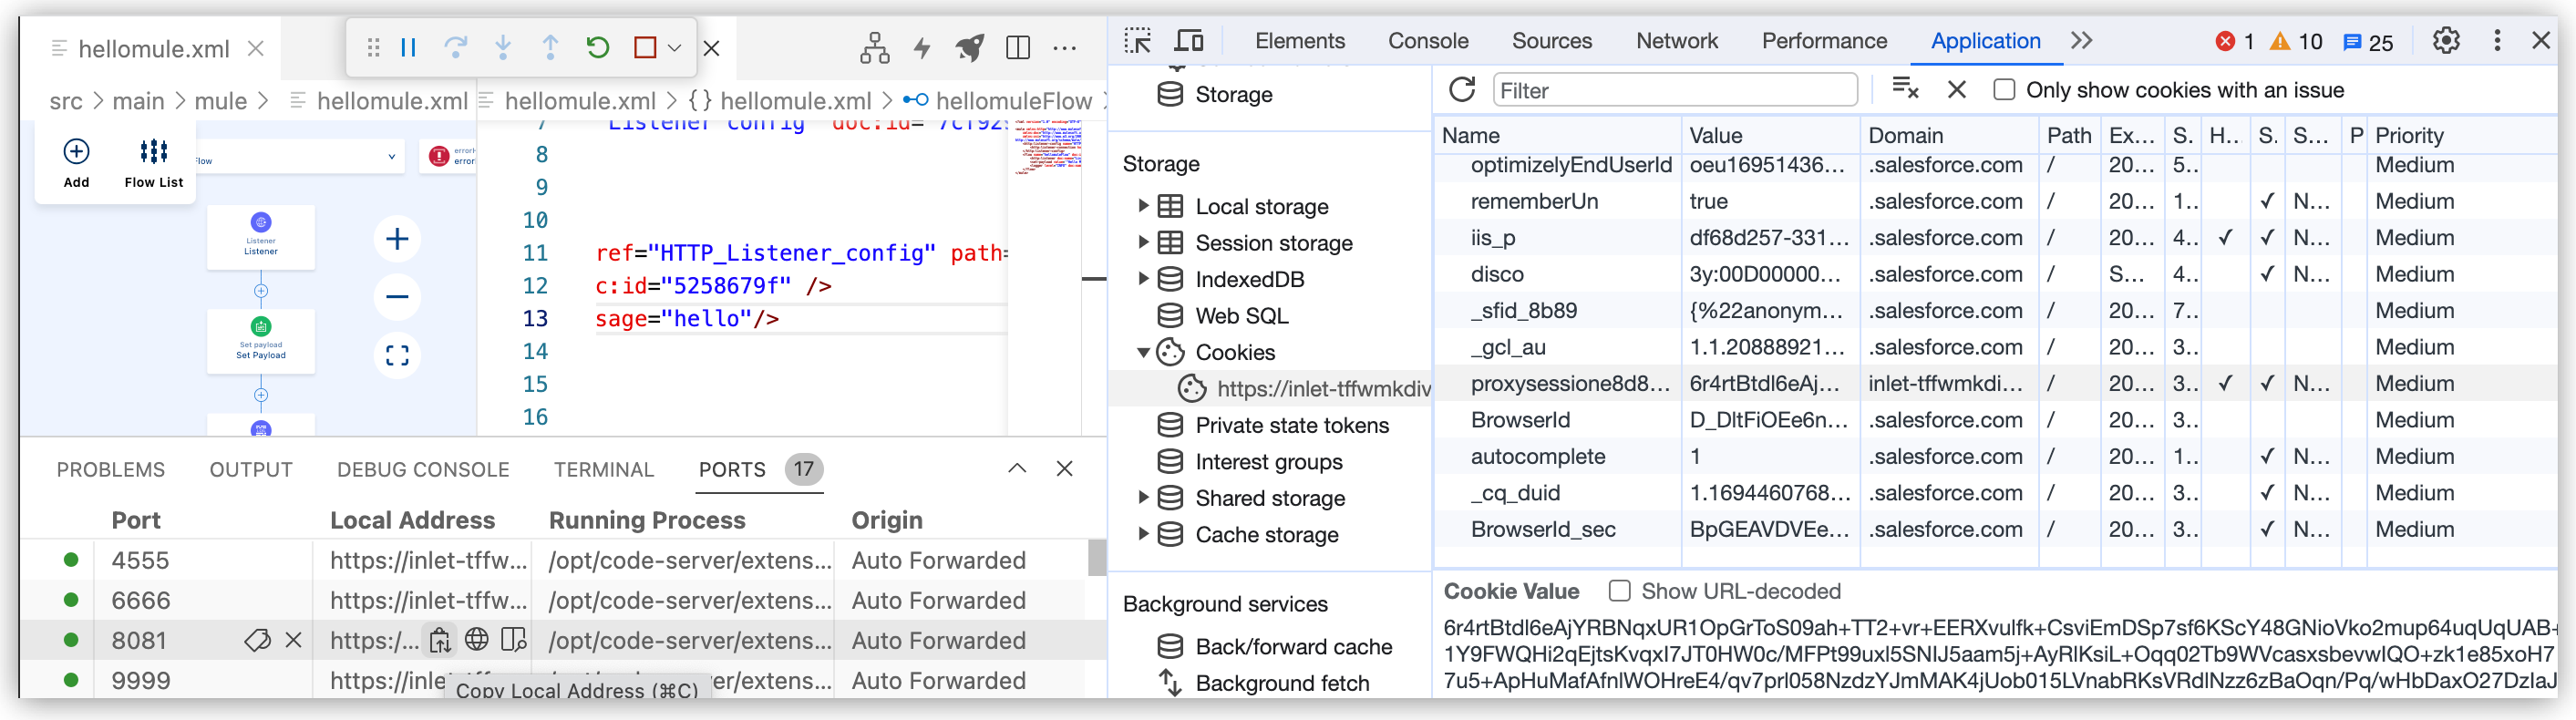 hellomule.xml
src > main > mule > hellomule.xml
hellomule.xml > {} hellomule.xml > hellomuleFlow
Add
Flow List
Flow
Listener
Listener
Set payload
Set Payload
7 Listener config" doc:id="7cf92
8
9
10
11 ref="HTTP_Listener_config" path=
12 c:id="5258679f" />
13 sage="hello"/>
14
15
16
PROBLEMS OUTPUT DEBUG CONSOLE TERMINAL PORTS 17
Port Local Address Running Process Origin
4555 https://inlet-tffw... /opt/code-server/extens... Auto Forwarded
6666 https://inlet-tffw... /opt/code-server/extens... Auto Forwarded
8081 https:/... /opt/code-server/extens... Auto Forwarded
9999 https://inlet-tffw... /opt/code-server/extens... Auto Forwarded
Copy Local Address (⌘C)
Elements Console Sources Network Performance Application 1 10 25
Storage
Storage
Local storage
Session storage
IndexedDB
Web SQL
Cookies
https://inlet-tffwmkdiv
Private state tokens
Interest groups
Shared storage
Cache storage
Background services
Back/forward cache
Background fetch
Filter
Only show cookies with an issue
Name Value Domain Path Ex... S. H... S. S... P Priority
optimizelyEndUserId oeu16951436... .salesforce.com / 20... 5.. Medium
rememberUn true .salesforce.com / 20... 1.. ✓ N... Medium
iis_p df68d257-331... .salesforce.com / 20... 4.. ✓ ✓ N... Medium
disco 3y:00D00000... .salesforce.com / S... 4.. ✓ N... Medium
_sfid_8b89 {%22anonym... .salesforce.com / 20... 7.. Medium
_gcl_au 1.1.20888921... .salesforce.com / 20... 3.. Medium
proxysessione8d8... 6r4rtBtdl6eAj... inlet-tffwmkdi... / 20... 3.. ✓ ✓ N... Medium
BrowserId D_DltFiOEe6n... .salesforce.com / 20... 3.. Medium
autocomplete 1 .salesforce.com / 20... 1.. ✓ N... Medium
_cq_duid 1.1694460768... .salesforce.com / 20... 3.. ✓ N... Medium
BrowserId_sec BpGEAVDVEe... .salesforce.com / 20... 3.. ✓ N... Medium
Cookie Value Show URL-decoded
6r4rtBtdl6eAjYRBNqxUR1OpGrToS09ah+TT2+vr+EERXvulfk+CsviEmDSp7sf6KScY48GNioVko2mup64uqUqUAB+
1Y9FWQHi2qEjtsKvqxI7JT0HW0c/MFPt99uxl5SNIJ5aam5j+AyRlKsiL+Oqq02Tb9WVcasxsbevwIQO+zk1e85xoH7
7u5+ApHuMafAfnlWOHreE4/qv7prl058NzdzYJmMAK4jUob015LVnabRKsVRdlNzz6zBaOqn/Pq/wHbDaxO27DzlaJ